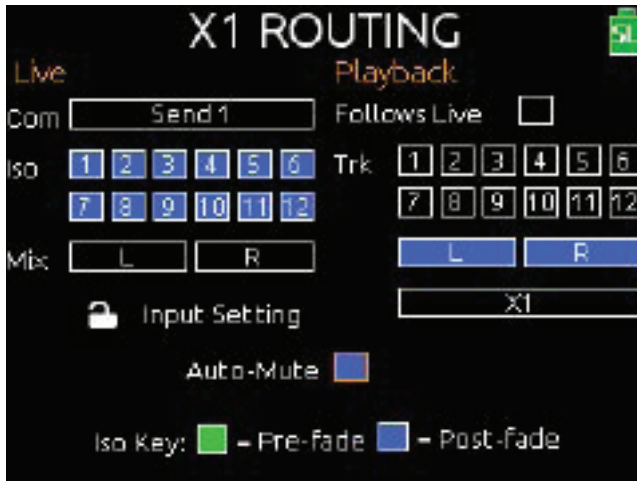 X1 ROUTING
SL
Live
Playback
Com Send 1
Follows Live
Iso 1 2 3 4 5 6
Trk 1 2 3 4 5 6
7 8 9 10 11 12
7 8 9 10 11 12
Mix L R
L R
X1
Input Setting
Auto-Mute
Iso Key: = Pre-fade = Post-fade